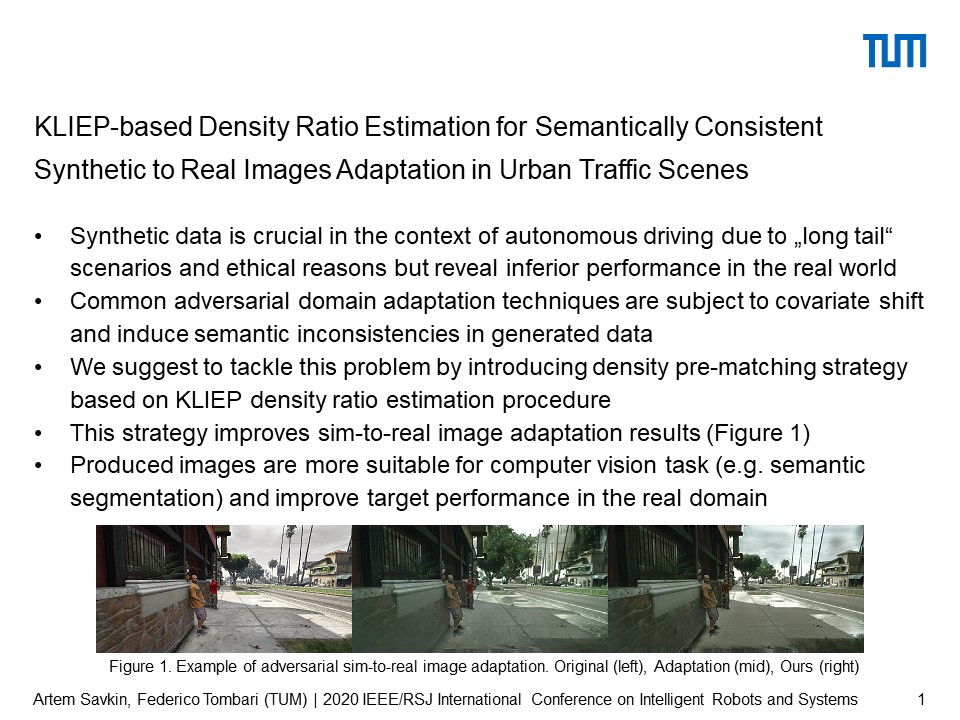 TUM
KLIEP-based Density Ratio Estimation for Semantically Consistent
Synthetic to Real Images Adaptation in Urban Traffic Scenes
• Synthetic data is crucial in the context of autonomous driving due to „long tail“
scenarios and ethical reasons but reveal inferior performance in the real world
• Common adversarial domain adaptation techniques are subject to covariate shift
and induce semantic inconsistencies in generated data
• We suggest to tackle this problem by introducing density pre-matching strategy
based on KLIEP density ratio estimation procedure
• This strategy improves sim-to-real image adaptation results (Figure 1)
• Produced images are more suitable for computer vision task (e.g. semantic
segmentation) and improve target performance in the real domain
Figure 1. Example of adversarial sim-to-real image adaptation. Original (left), Adaptation (mid), Ours (right)
Artem Savkin, Federico Tombari (TUM) | 2020 IEEE/RSJ International Conference on Intelligent Robots and Systems 1